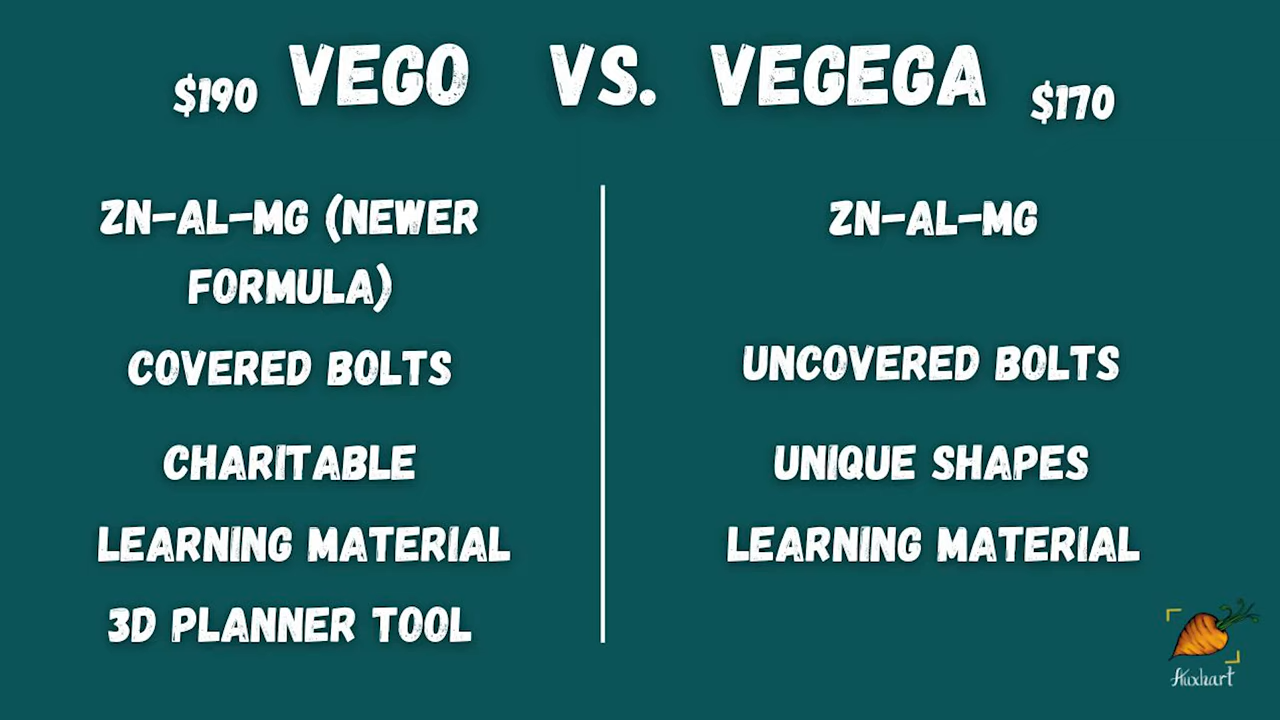 $190 VEGO VS. VEGEGA $170
ZN-AL-MG (NEWER
FORMULA)
COVERED BOLTS
CHARITABLE
LEARNING MATERIAL
3D PLANNER TOOL
ZN-AL-MG
UNCOVERED BOLTS
UNIQUE SHAPES
LEARNING MATERIAL